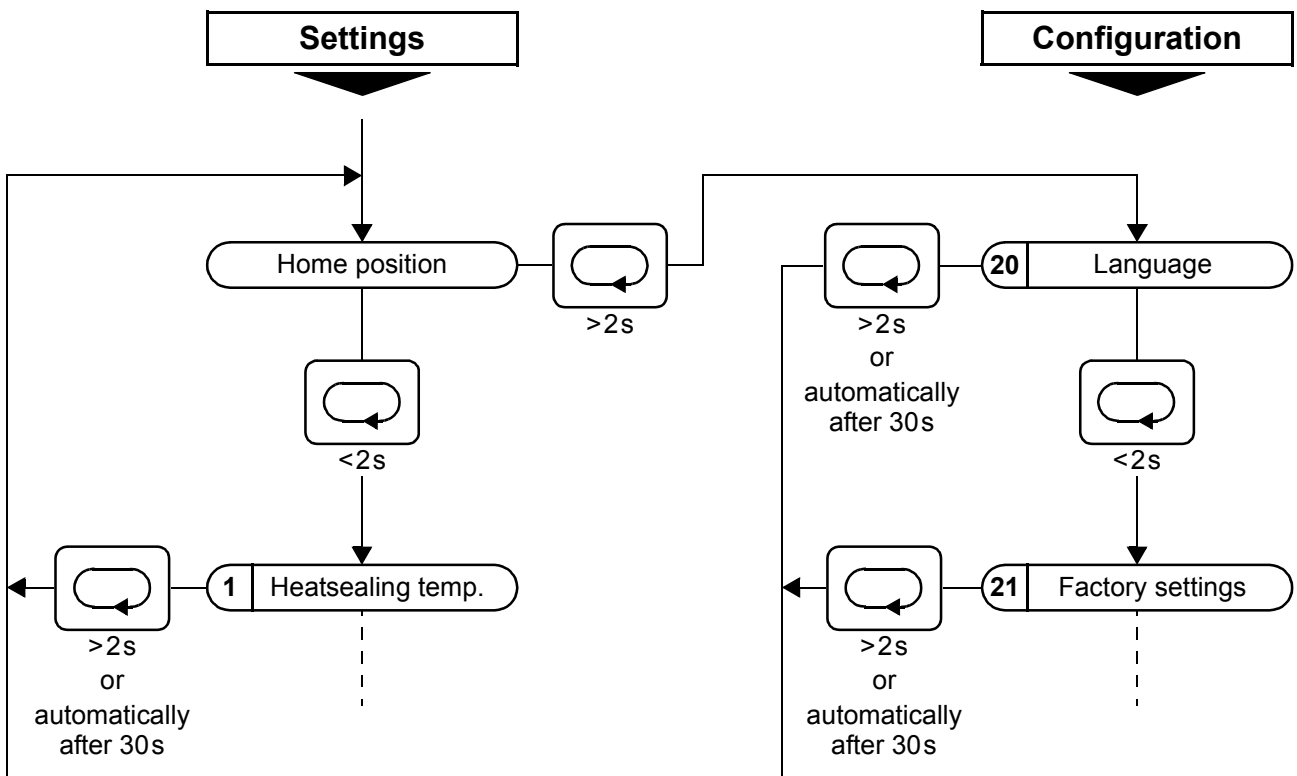 Settings
Configuration
Home position
>2s
20 Language
>2s
or
automatically
after 30s
<2s
<2s
1 Heatsealing temp.
>2s
or
automatically
after 30s
21 Factory settings
>2s
or
automatically
after 30s